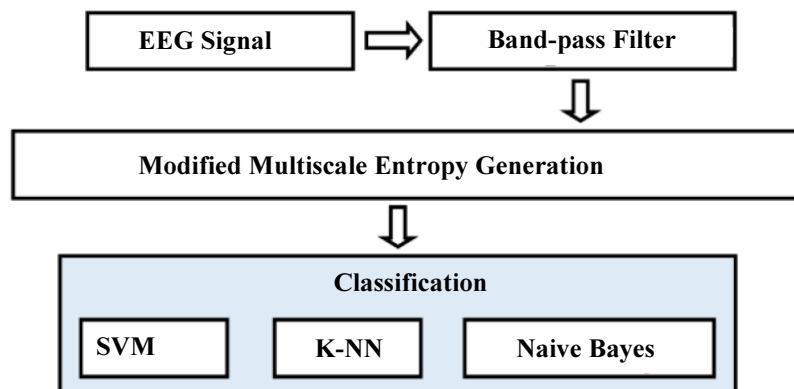 EEG Signal
Band-pass Filter
Modified Multiscale Entropy Generation
Classification
SVM
K-NN
Naive Bayes